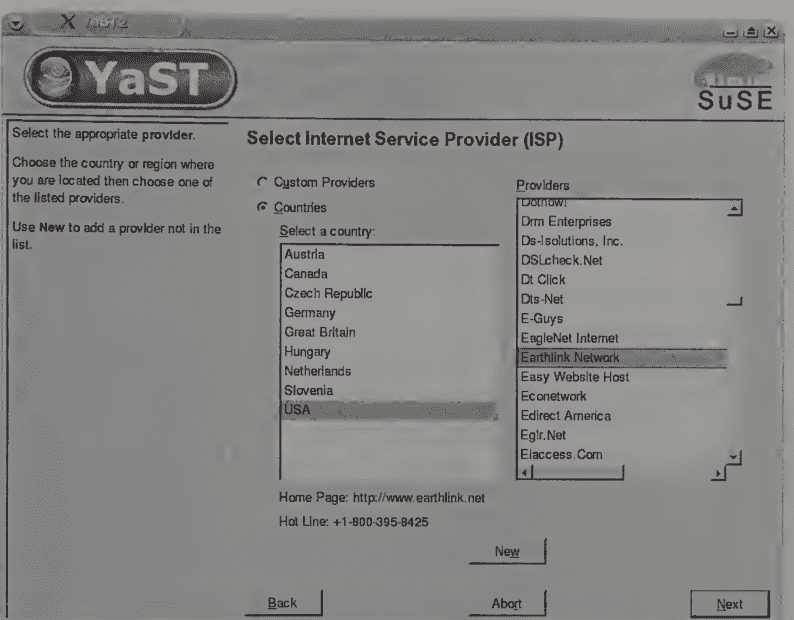 YaST2
YaST
SuSE
Select the appropriate provider.
Choose the country or region where
you are located then choose one of
the listed providers.
Use New to add a provider not in the
list.
Select Internet Service Provider (ISP)
Custom Providers
Countries
Select a country:
Austria
Canada
Czech Republic
Germany
Great Britain
Hungary
Netherlands
Slovenia
USA
Providers
Dotnow!
Drm Enterprises
Ds-Isolutions, Inc.
DSLcheck.Net
Dt Click
Dts-Net
E-Guys
EagleNet Internet
Earthlink Network
Easy Website Host
Econetwork
Edirect America
Eglr.Net
Elaccess.Com
Home Page: http://www.earthlink.net
Hot Line: +1-800-395-8425
New
Back
Abort
Next